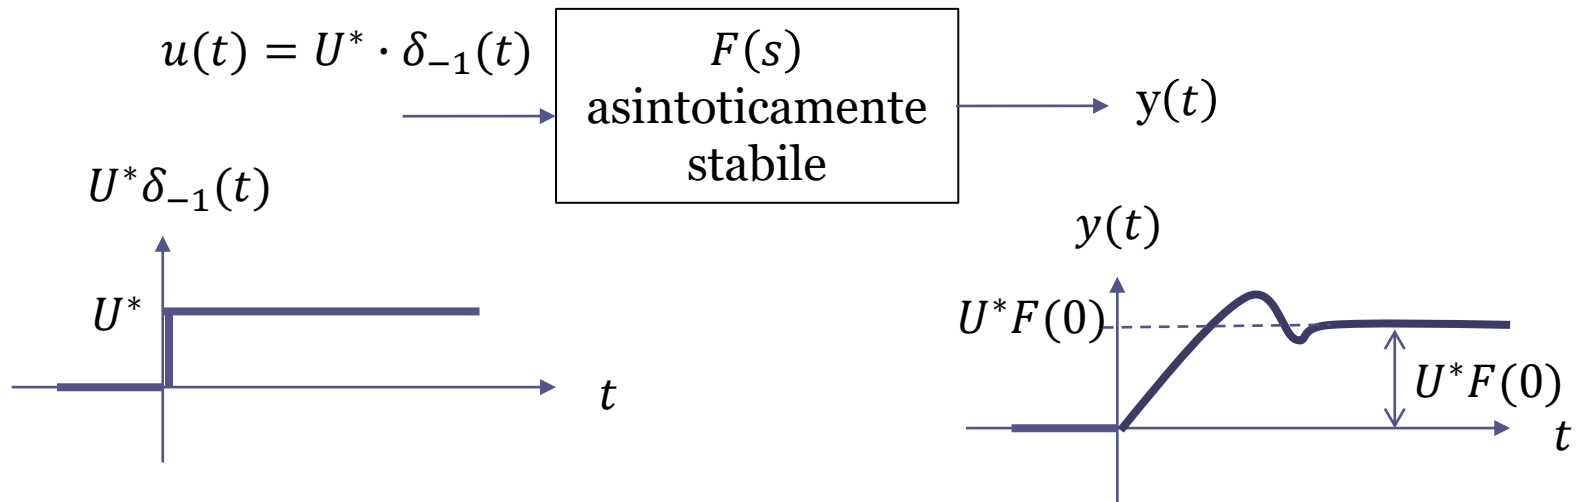 u(t) = U* · δ₋₁(t)
F(s)
asintoticamente
stabile
y(t)
U*δ₋₁(t)
U*
t
y(t)
U*F(0)
U*F(0)
t